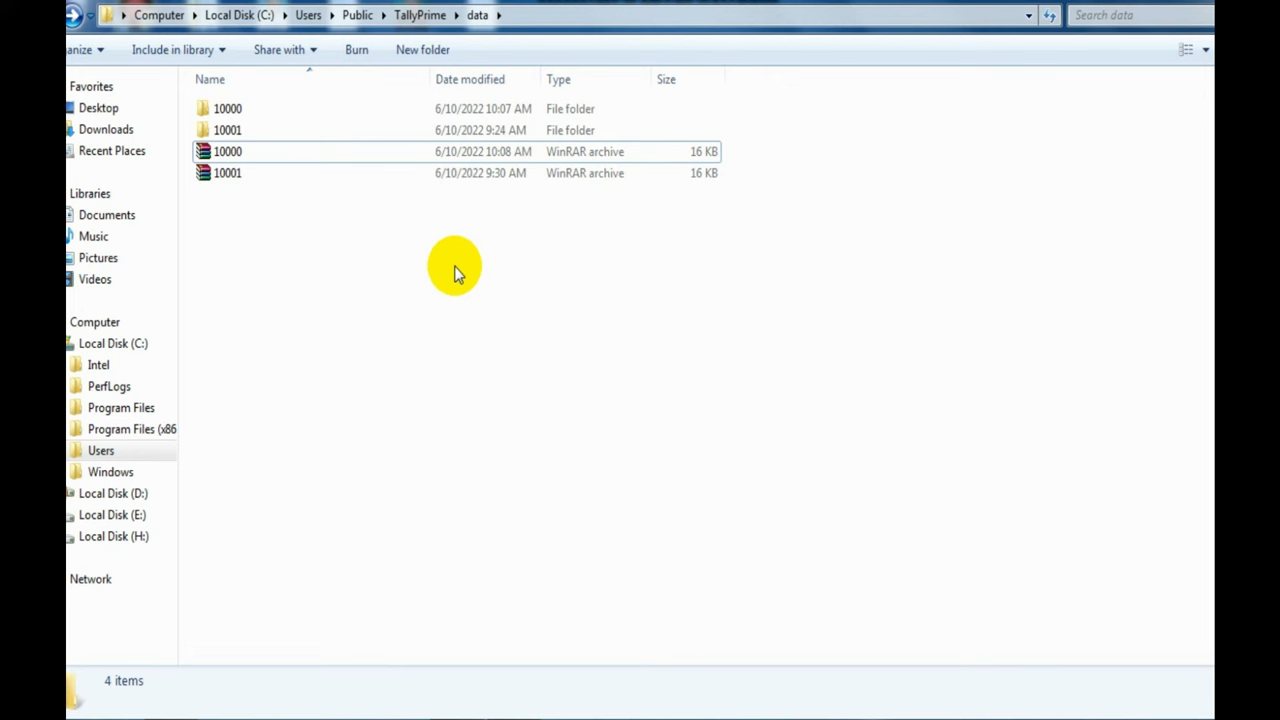 Computer Local Disk (C:) Users Public TallyPrime data Search data
anize Include in library Share with Burn New folder
Name Date modified Type Size
10000 6/10/2022 10:07 AM File folder
10001 6/10/2022 9:24 AM File folder
10000 6/10/2022 10:08 AM WinRAR archive 16 KB
10001 6/10/2022 9:30 AM WinRAR archive 16 KB
Favorites
Desktop
Downloads
Recent Places
Libraries
Documents
Music
Pictures
Videos
Computer
Local Disk (C:)
Intel
PerfLogs
Program Files
Program Files (x86
Users
Windows
Local Disk (D:)
Local Disk (E:)
Local Disk (H:)
Network
4 items